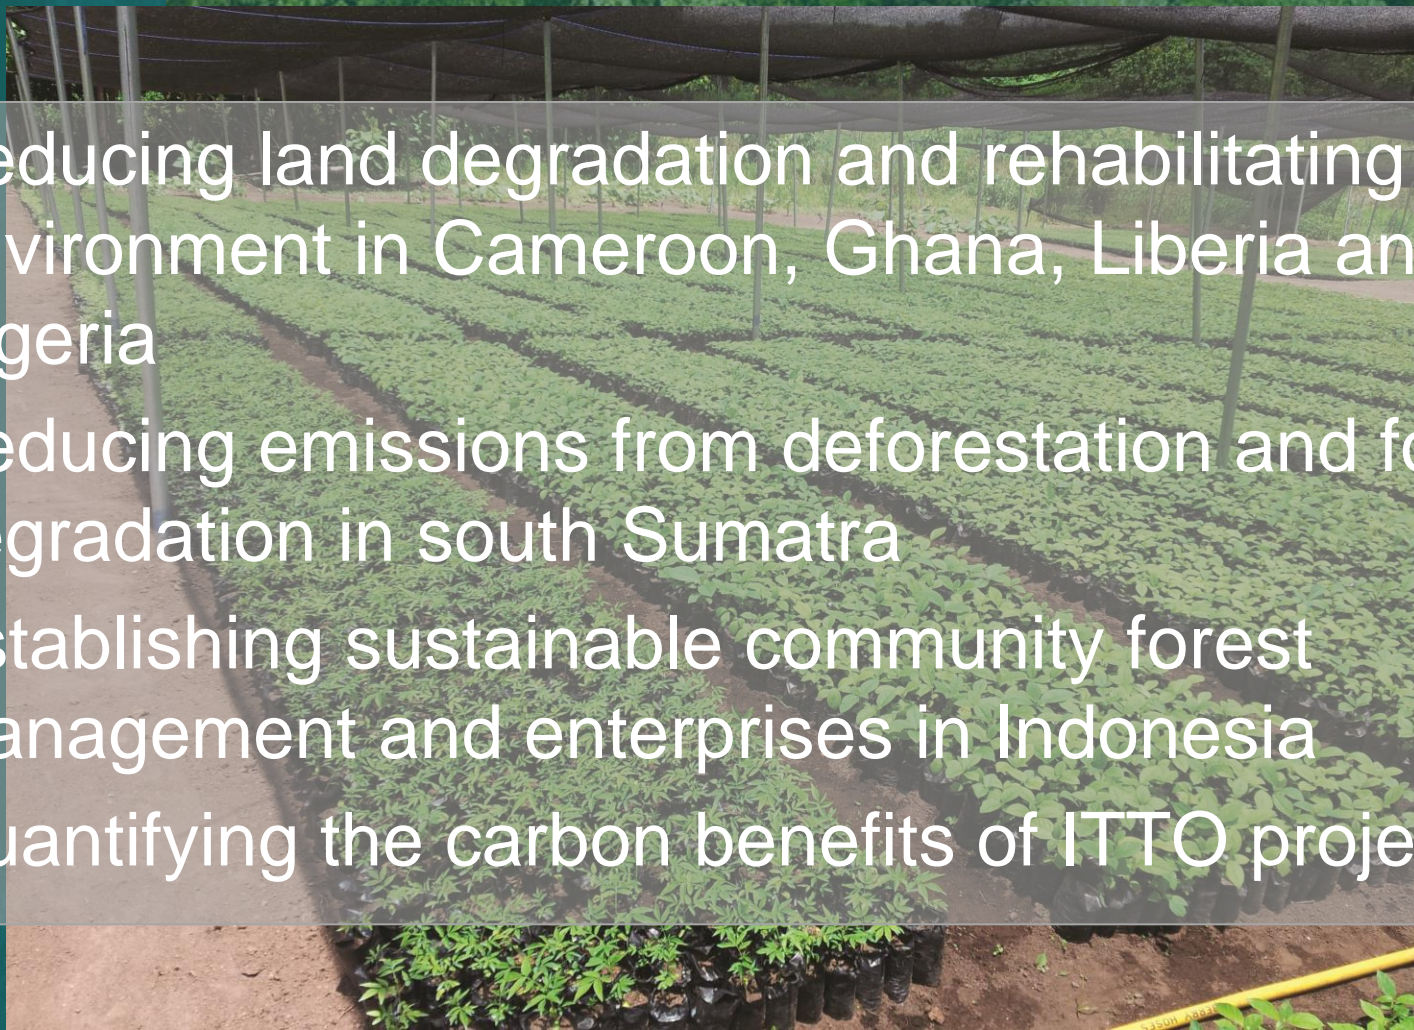 educing land degradation and rehabilitating
vironment in Cameroon, Ghana, Liberia an
geria
educing emissions from deforestation and fo
egradation in south Sumatra
stablishing sustainable community forest
anagement and enterprises in Indonesia
uantifying the carbon benefits of ITTO proje
HOSES